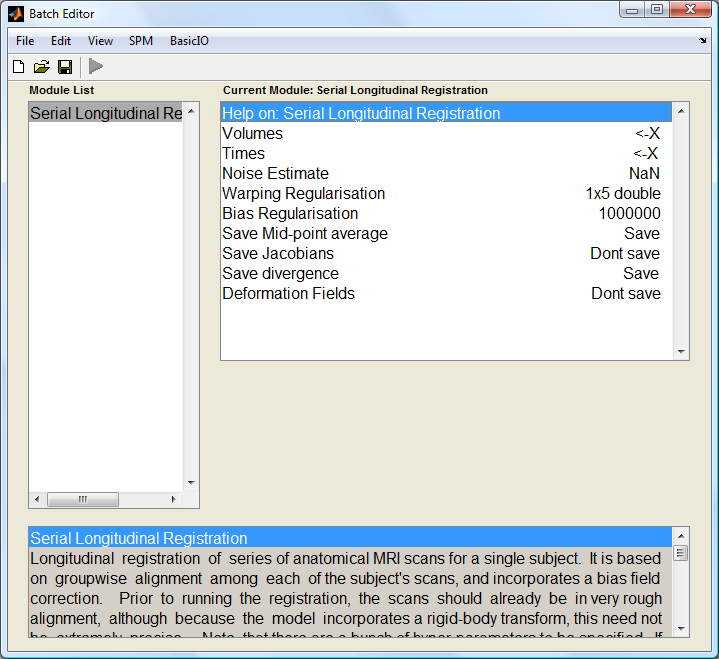 Batch Editor
File Edit View SPM BasicIO
Module List
Current Module: Serial Longitudinal Registration
Serial Longitudinal Re
Help on: Serial Longitudinal Registration
Volumes <-X
Times <-X
Noise Estimate NaN
Warping Regularisation 1x5 double
Bias Regularisation 1000000
Save Mid-point average Save
Save Jacobians Dont save
Save divergence Save
Deformation Fields Dont save
Serial Longitudinal Registration
Longitudinal registration of series of anatomical MRI scans for a single subject. It is based
on groupwise alignment among each of the subject's scans, and incorporates a bias field
correction. Prior to running the registration, the scans should already be in very rough
alignment, although because the model incorporates a rigid-body transform, this need not
be extremely precise. Note that there are a bunch of hyper-parameters to be specified. If